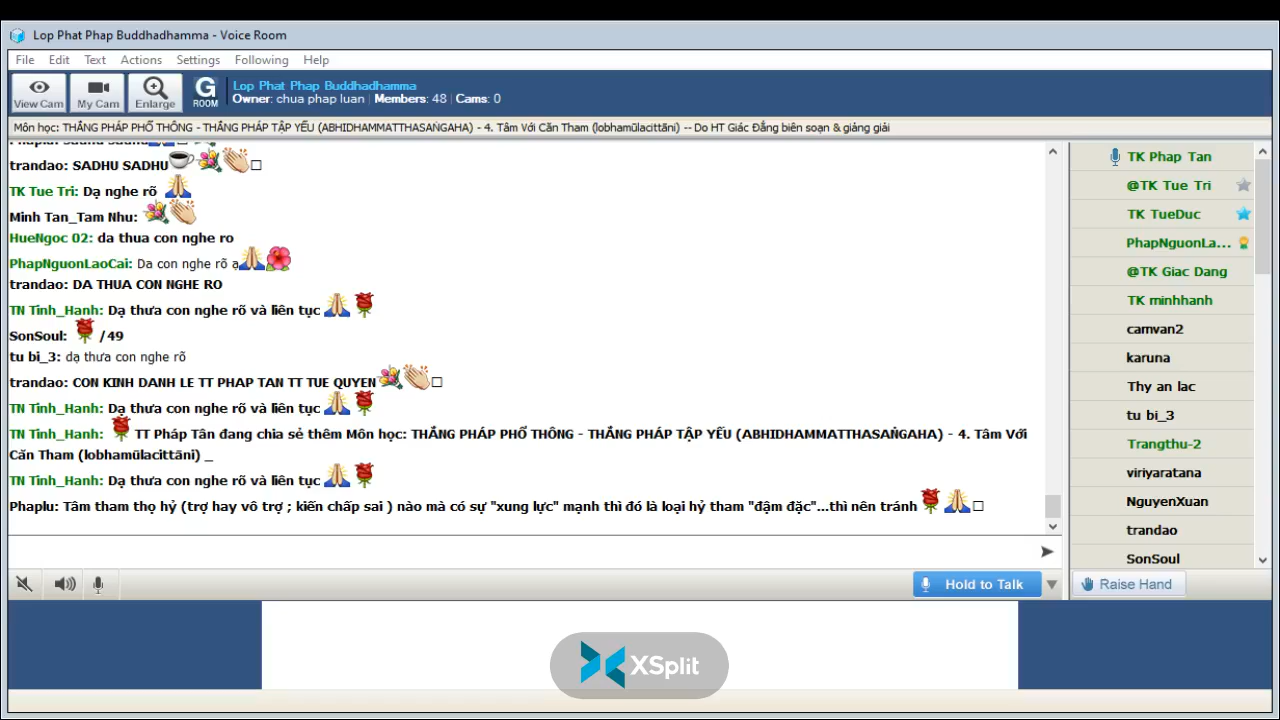 Lop Phat Phap Buddhadhamma - Voice Room
File Edit Text Actions Settings Following Help
View Cam My Cam Enlarge G ROOM
Lop Phat Phap Buddhadhamma
Owner: chua phap luan | Members: 48 | Cams: 0
Môn học: THẮNG PHÁP PHỔ THÔNG - THẮNG PHÁP TẬP YẾU (ABHIDHAMMATTHASAṄGAHA) - 4. Tâm Với Căn Tham (lobhamūlacittāni) -- Do HT Giác Đẳng biên soạn & giảng giải
trandao: SADHU SADHU
TK Tue Tri: Dạ nghe rõ
Minh Tan_Tam Nhu:
HueNgoc 02: da thua con nghe ro
PhapNguonLaoCai: Da con nghe rõ ạ
trandao: DA THUA CON NGHE RO
TN Tinh_Hanh: Dạ thưa con nghe rõ và liên tục
SonSoul: /49
tu bi_3: dạ thưa con nghe rõ
trandao: CON KINH DANH LE TT PHAP TAN TT TUE QUYEN
TN Tinh_Hanh: Dạ thưa con nghe rõ và liên tục
TN Tinh_Hanh: TT Pháp Tân đang chia sẻ thêm Môn học: THẮNG PHÁP PHỔ THÔNG - THẮNG PHÁP TẬP YẾU (ABHIDHAMMATTHASAṄGAHA) - 4. Tâm Với
Căn Tham (lobhamūlacittāni) _
TN Tinh_Hanh: Dạ thưa con nghe rõ và liên tục
Phaplu: Tâm tham thọ hỷ (trợ hay vô trợ ; kiến chấp sai ) nào mà có sự "xung lực" mạnh thì đó là loại hỷ tham "đậm đặc"...thì nên tránh
TK Phap Tan
@TK Tue Tri
TK TueDuc
PhapNguonLa...
@TK Giac Dang
TK minhhanh
camvan2
karuna
Thy an lac
tu bi_3
Trangthu-2
viriyaratana
NguyenXuan
trandao
SonSoul
Hold to Talk
Raise Hand
XSplit